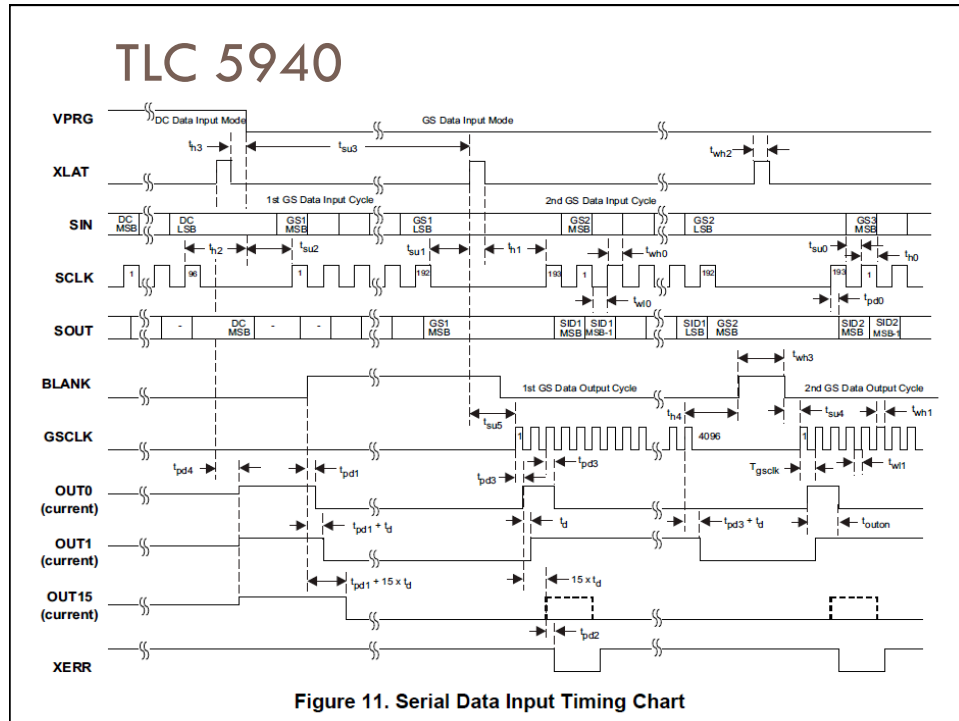 TLC 5940
VPRG
DC Data Input Mode
GS Data Input Mode
th3
tsu3
twh2
XLAT
1st GS Data Input Cycle
2nd GS Data Input Cycle
SIN
DC MSB
DC LSB
GS1 MSB
GS1 LSB
GS2 MSB
GS2 LSB
GS3 MSB
th2
tsu2
tsu1
th1
twh0
tsu0
th0
SCLK
1
96
1
192
193
1
192
193
1
twl0
tpd0
SOUT
-
-
DC MSB
-
-
GS1 MSB
SID1 MSB
SID1 MSB-1
SID1 LSB
GS2 MSB
SID2 MSB
SID2 MSB-1
twh3
BLANK
1st GS Data Output Cycle
2nd GS Data Output Cycle
tsu5
th4
tsu4
twh1
GSCLK
1
4096
1
tpd4
tpd1
tpd3
tpd3
Tgsclk
twl1
OUT0
(current)
tpd1 + td
td
tpd3 + td
touton
OUT1
(current)
tpd1 + 15 x td
15 x td
OUT15
(current)
tpd2
XERR
Figure 11. Serial Data Input Timing Chart